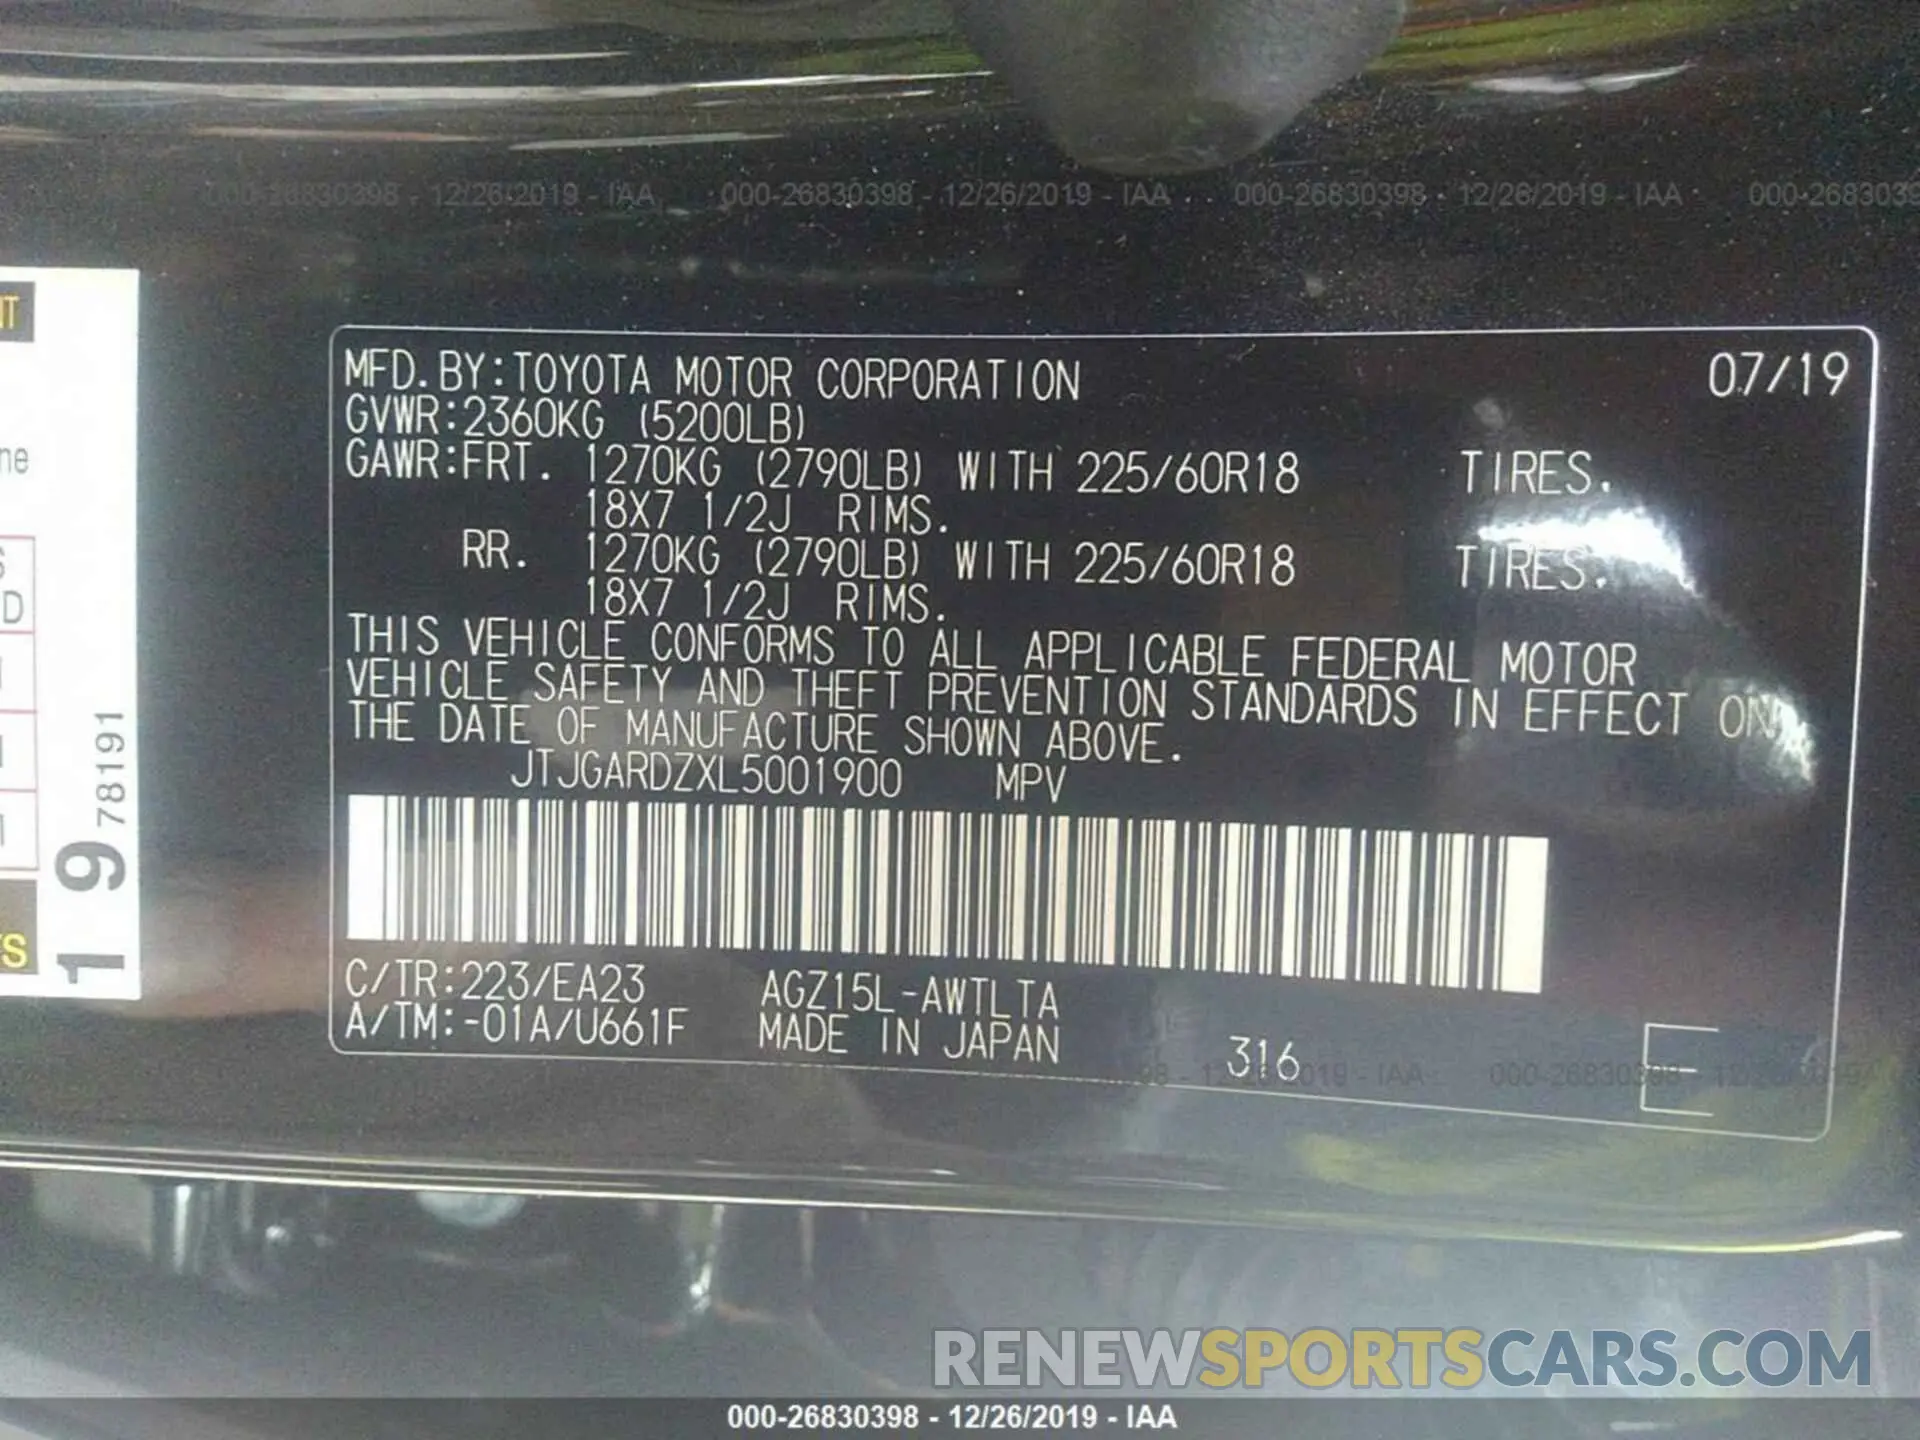 000-26830398 - 12/26/2019 - IAA 000-26830398 - 12/26/2019 - IAA 000-26830398 - 12/26/2019 - IAA 000-2683039
MFD.BY:TOYOTA MOTOR CORPORATION 07/19
GVWR:2360KG (5200LB)
GAWR:FRT. 1270KG (2790LB) WITH 225/60R18 TIRES.
18X7 1/2J RIMS.
RR. 1270KG (2790LB) WITH 225/60R18 TIRES.
18X7 1/2J RIMS.
THIS VEHICLE CONFORMS TO ALL APPLICABLE FEDERAL MOTOR
VEHICLE SAFETY AND THEFT PREVENTION STANDARDS IN EFFECT ON
THE DATE OF MANUFACTURE SHOWN ABOVE.
JTJGARDZXL5001900 MPV
C/TR:223/EA23 AGZ15L-AWTLTA
A/TM:-01A/U661F MADE IN JAPAN
316
19 78191
RENEWSPORTSCARS.COM
000-26830398 - 12/26/2019 - IAA